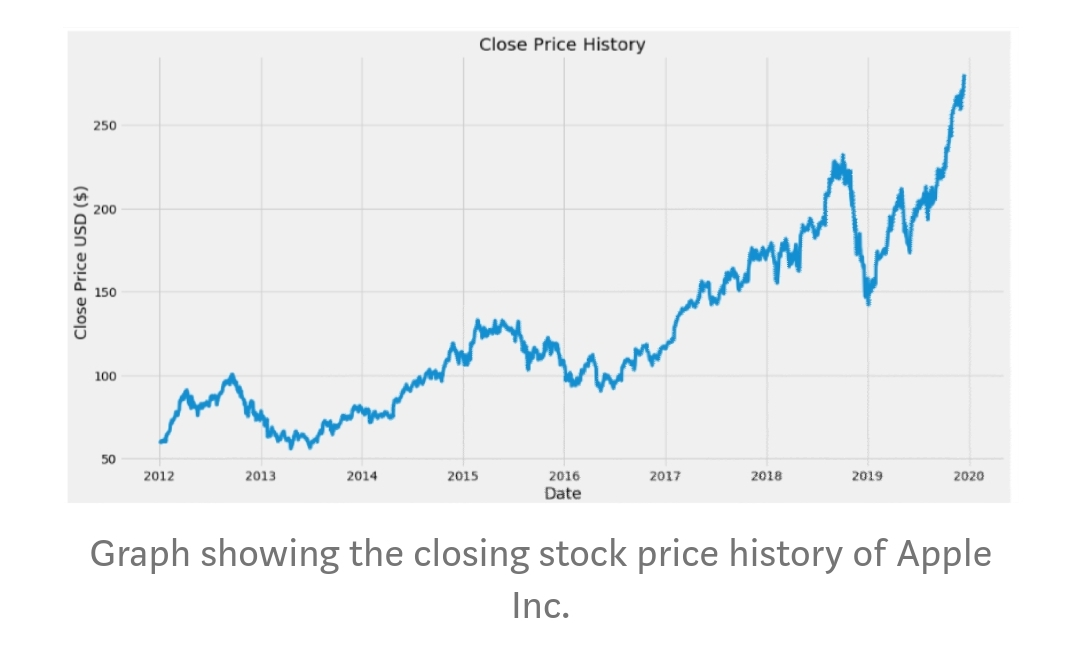 Close Price History
Close Price USD ($)
250
200
150
100
50
2012 2013 2014 2015 2016 2017 2018 2019 2020
Date
Graph showing the closing stock price history of Apple
Inc.